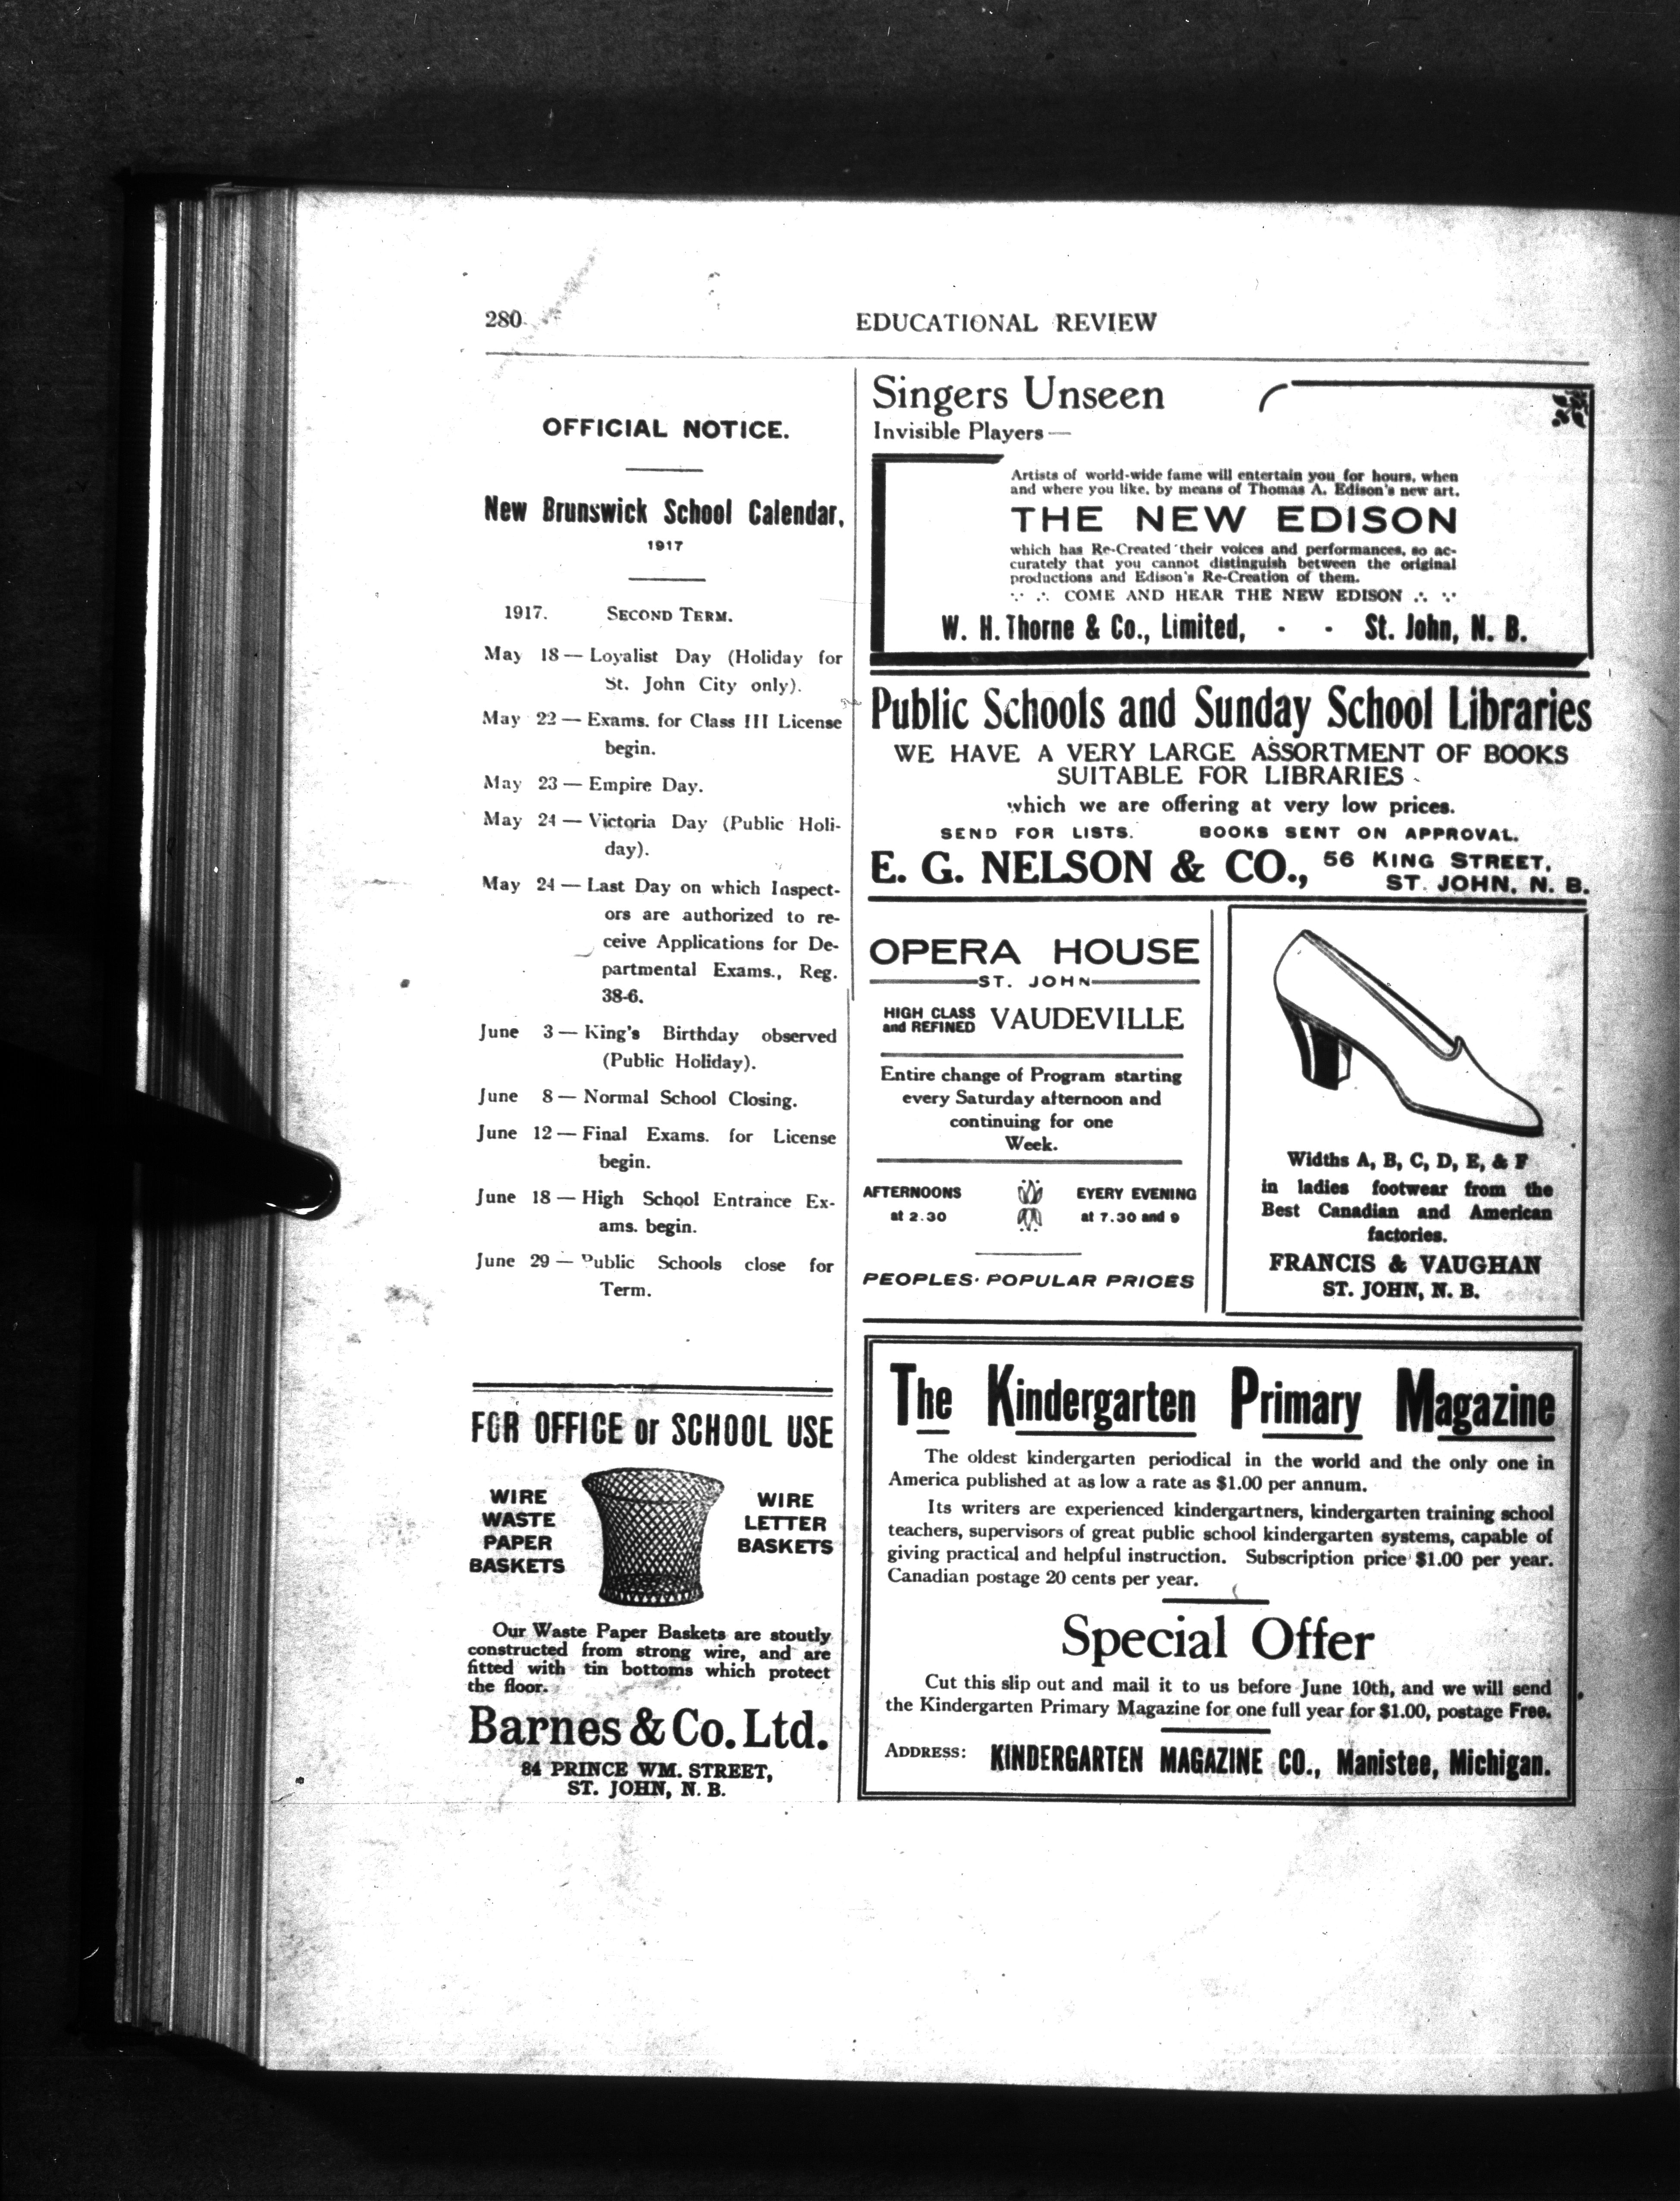 280
EDUCATIONAL REVIEW
OFFICIAL NOTICE.
New Brunswick School Calendar,
1917
1917. SECOND TERM.
May 18 — Loyalist Day (Holiday for
St. John City only).
May 22 — Exams. for Class III License
begin.
May 23 — Empire Day.
May 24 — Victoria Day (Public Holi-
day).
May 24 — Last Day on which Inspect-
ors are authorized to re-
ceive Applications for De-
partmental Exams., Reg.
38-6.
June 3 — King's Birthday observed
(Public Holiday).
June 8 — Normal School Closing.
June 12 — Final Exams. for License
begin.
June 18 — High School Entrance Ex-
ams. begin.
June 29 — Public Schools close for
Term.
FOR OFFICE or SCHOOL USE
WIRE
WASTE
PAPER
BASKETS
WIRE
LETTER
BASKETS
Our Waste Paper Baskets are stoutly
constructed from strong wire, and are
fitted with tin bottoms which protect
the floor.
Barnes & Co. Ltd.
84 PRINCE WM. STREET,
ST. JOHN, N. B.
Singers Unseen
Invisible Players —
Artists of world-wide fame will entertain you for hours, when
and where you like, by means of Thomas A. Edison's new art.
THE NEW EDISON
which has Re-Created their voices and performances, so ac-
curately that you cannot distinguish between the original
productions and Edison's Re-Creation of them.
∵ ∴ COME AND HEAR THE NEW EDISON ∴ ∵
W. H. Thorne & Co., Limited, - - St. John, N. B.
Public Schools and Sunday School Libraries
WE HAVE A VERY LARGE ASSORTMENT OF BOOKS
SUITABLE FOR LIBRARIES
which we are offering at very low prices.
SEND FOR LISTS. BOOKS SENT ON APPROVAL.
E. G. NELSON & CO., 56 KING STREET,
ST. JOHN, N. B.
OPERA HOUSE
ST. JOHN
HIGH CLASS
and REFINED VAUDEVILLE
Entire change of Program starting
every Saturday afternoon and
continuing for one
Week.
AFTERNOONS
at 2.30
EYERY EVENING
at 7.30 and 9
PEOPLES· POPULAR PRICES
Widths A, B, C, D, E, & F
in ladies footwear from the
Best Canadian and American
factories.
FRANCIS & VAUGHAN
ST. JOHN, N. B.
The Kindergarten Primary Magazine
The oldest kindergarten periodical in the world and the only one in
America published at as low a rate as $1.00 per annum.
Its writers are experienced kindergartners, kindergarten training school
teachers, supervisors of great public school kindergarten systems, capable of
giving practical and helpful instruction. Subscription price $1.00 per year.
Canadian postage 20 cents per year.
Special Offer
Cut this slip out and mail it to us before June 10th, and we will send
the Kindergarten Primary Magazine for one full year for $1.00, postage Free.
ADDRESS: KINDERGARTEN MAGAZINE CO., Manistee, Michigan.